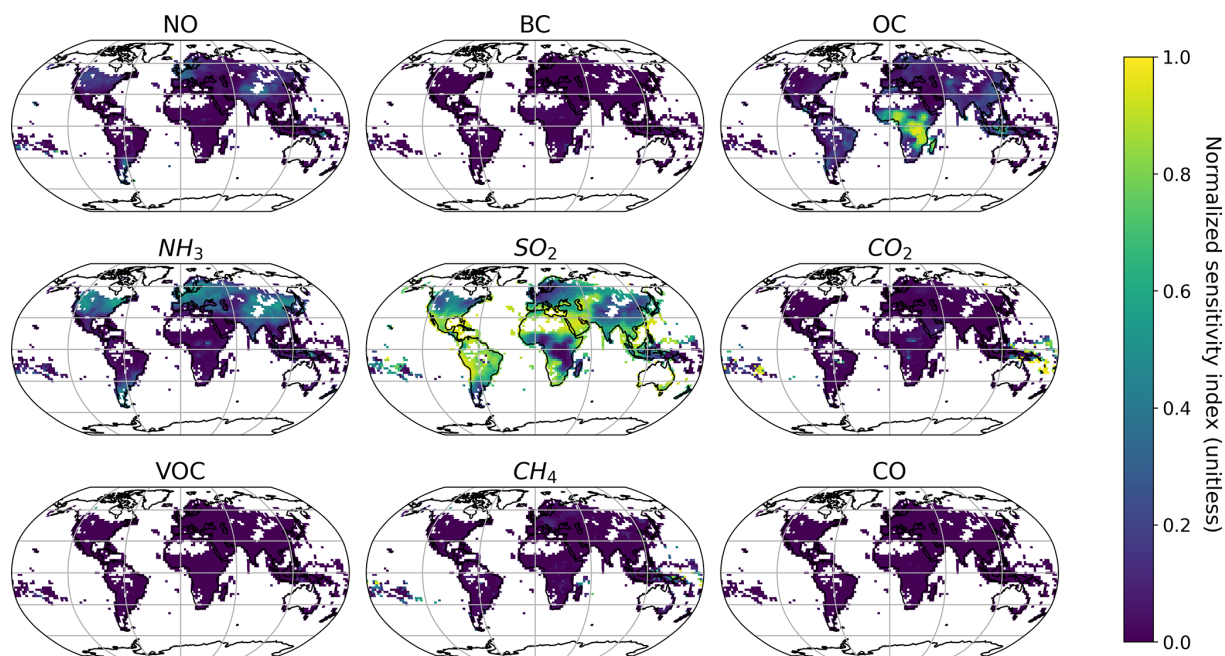 NO
BC
OC
NH₃
SO₂
CO₂
VOC
CH₄
CO
1.0
0.8
0.6
0.4
0.2
0.0
Normalized sensitivity index (unitless)